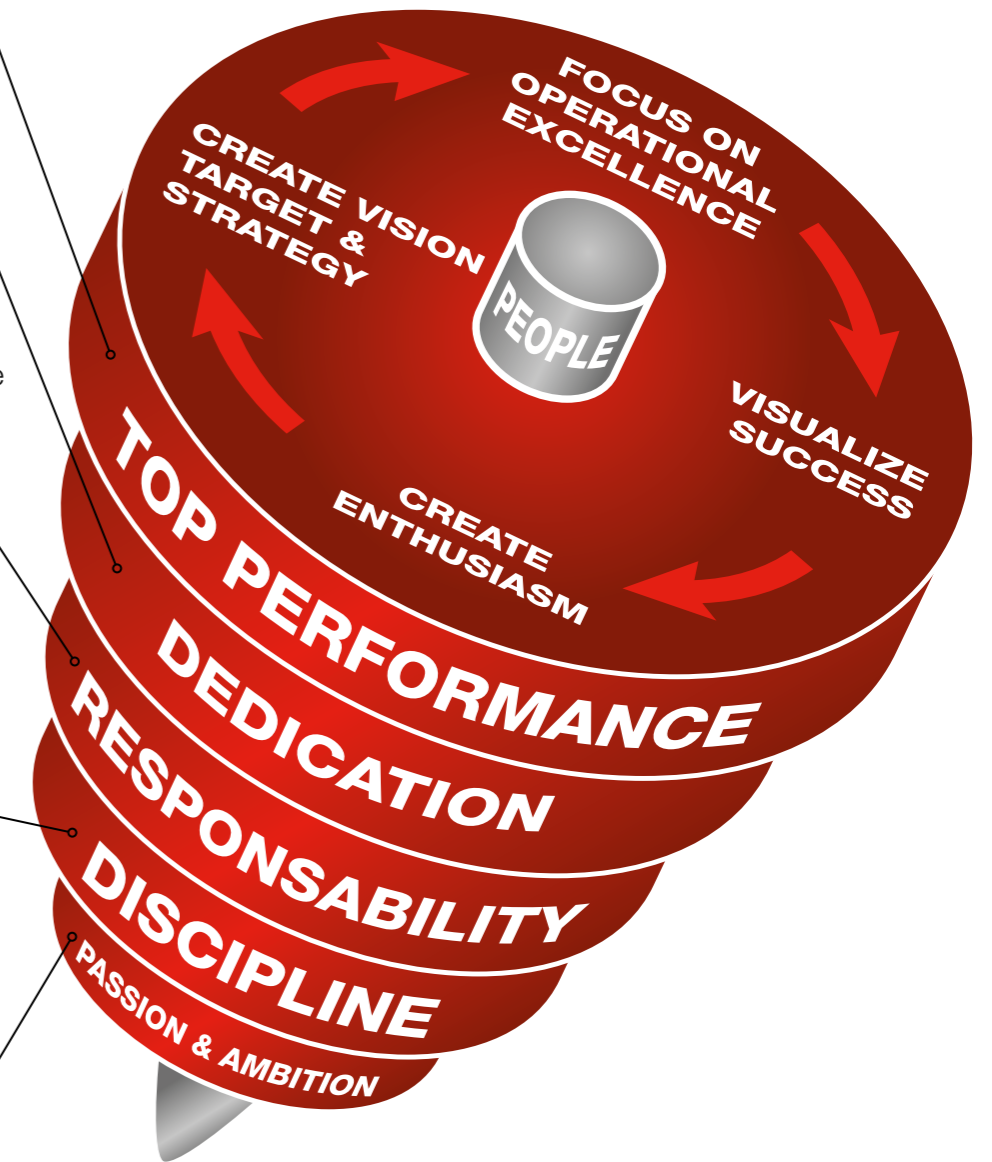 FOCUS ON
OPERATIONAL
EXCELLENCE
CREATE VISION
TARGET &
STRATEGY
PEOPLE
VISUALIZE
SUCCESS
CREATE
ENTHUSIASM
TOP PERFORMANCE
DEDICATION
RESPONSABILITY
DISCIPLINE
PASSION & AMBITION